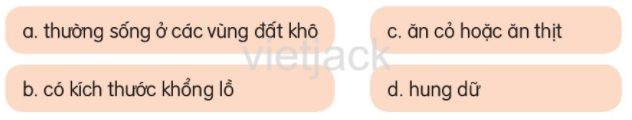 a. thường sống ở các vùng đất khô
c. ăn cỏ hoặc ăn thịt
vietjack
b. có kích thước khổng lồ
d. hung dữ